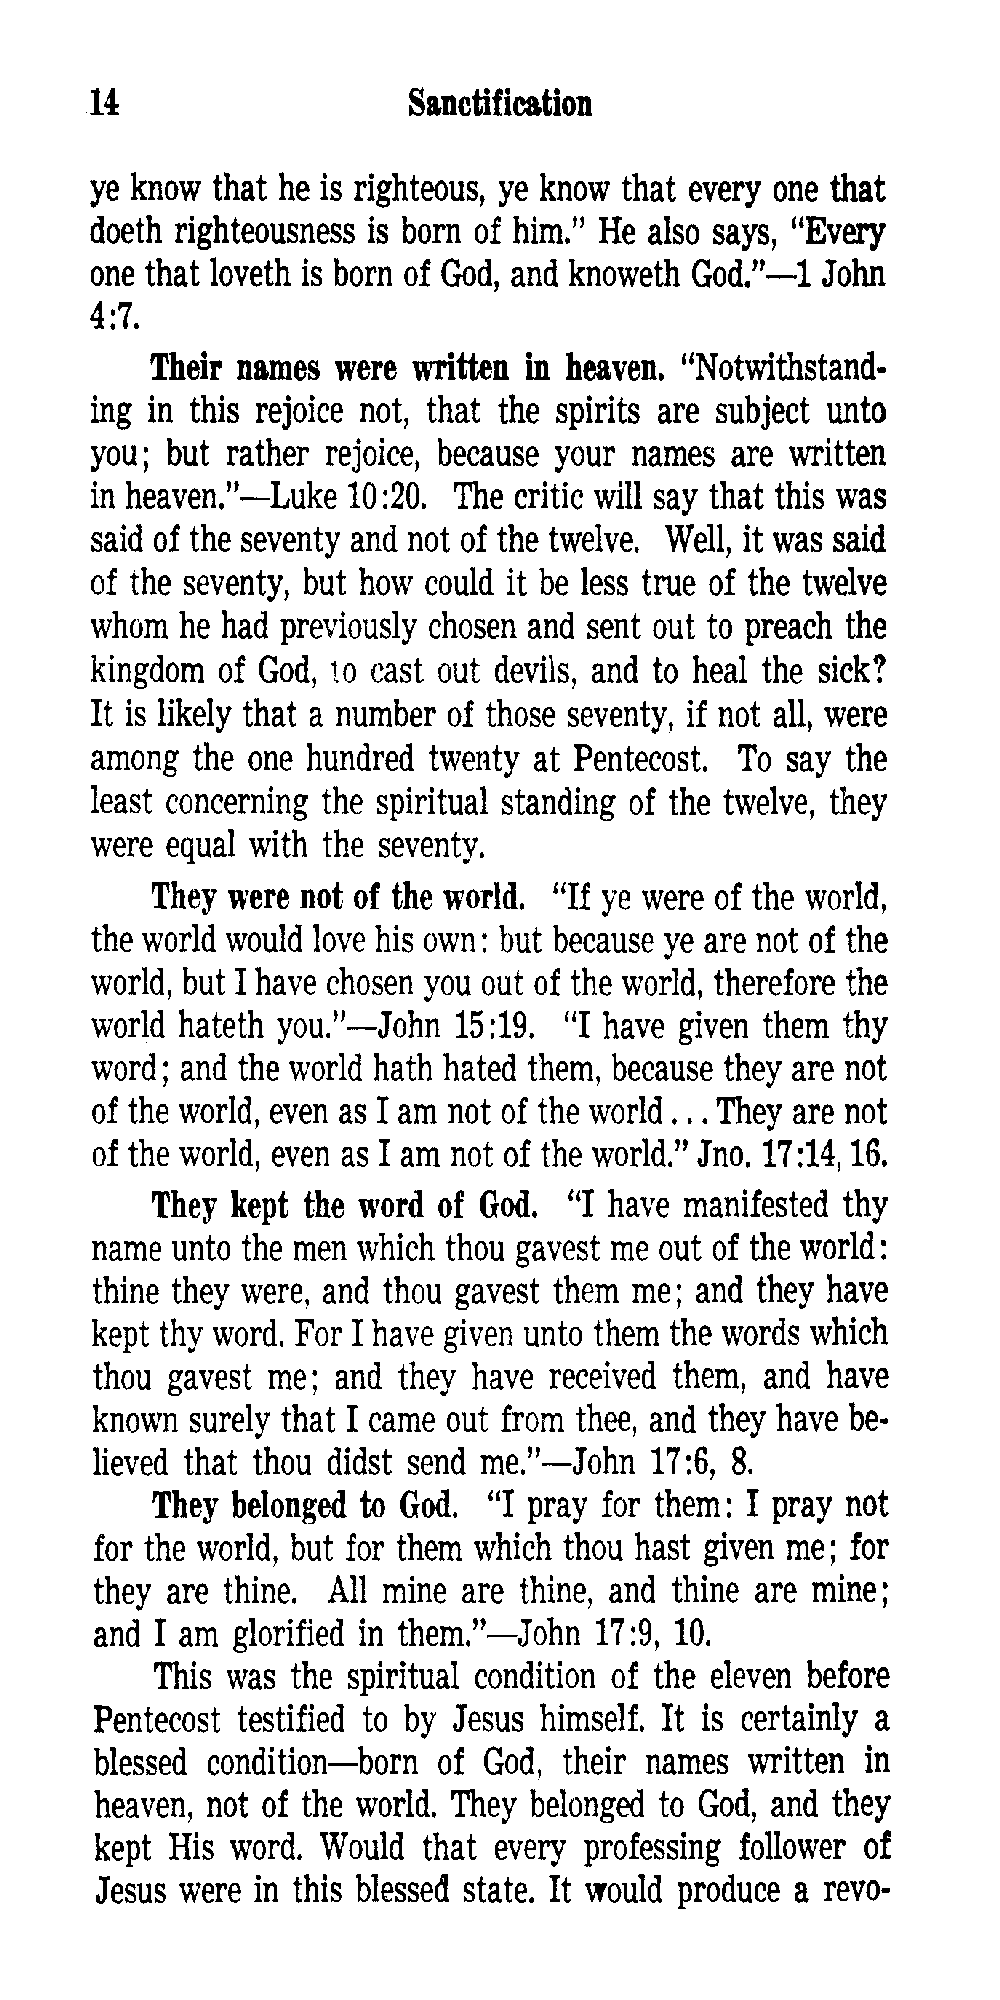 14 Sanctification
ye know that he is righteous, ye know that every one that
doeth righteousness is born of him.” He also says, “Every
one that loveth is born of God, and knoweth God.”—1 John
4:7.
Their names were written in heaven. “Notwithstand-
ing in this rejoice not, that the spirits are subject unto
you; but rather rejoice, because your names are written
in heaven.”—Luke 10:20. The critic will say that this was
said of the seventy and not of the twelve. Well, it was said
of the seventy, but how could it be less true of the twelve
whom he had previously chosen and sent out to preach the
kingdom of God, to cast out devils, and to heal the sick?
It is likely that a number of those seventy, if not all, were
among the one hundred twenty at Pentecost. To say the
least concerning the spiritual standing of the twelve, they
were equal with the seventy.
They were not of the world. “If ye were of the world,
the world would love his own: but because ye are not of the
world, but I have chosen you out of the world, therefore the
world hateth you.”—John 15:19. “I have given them thy
word; and the world hath hated them, because they are not
of the world, even as I am not of the world... They are not
of the world, even as I am not of the world.” Jno. 17:14, 16.
They kept the word of God. “I have manifested thy
name unto the men which thou gavest me out of the world:
thine they were, and thou gavest them me; and they have
kept thy word. For I have given unto them the words which
thou gavest me; and they have received them, and have
known surely that I came out from thee, and they have be-
lieved that thou didst send me.”—John 17:6, 8.
They belonged to God. “I pray for them: I pray not
for the world, but for them which thou hast given me; for
they are thine. All mine are thine, and thine are mine;
and I am glorified in them.”—John 17:9, 10.
This was the spiritual condition of the eleven before
Pentecost testified to by Jesus himself. It is certainly a
blessed condition—born of God, their names written in
heaven, not of the world. They belonged to God, and they
kept His word. Would that every professing follower of
Jesus were in this blessed state. It would produce a revo-